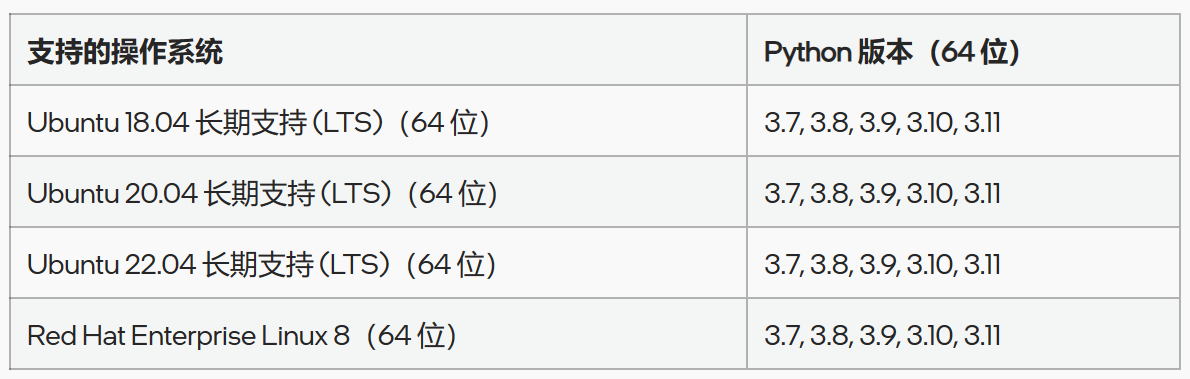 支持的操作系统 Python 版本（64 位）
Ubuntu 18.04 长期支持 (LTS)（64 位） 3.7, 3.8, 3.9, 3.10, 3.11
Ubuntu 20.04 长期支持 (LTS)（64 位） 3.7, 3.8, 3.9, 3.10, 3.11
Ubuntu 22.04 长期支持 (LTS)（64 位） 3.7, 3.8, 3.9, 3.10, 3.11
Red Hat Enterprise Linux 8（64 位） 3.7, 3.8, 3.9, 3.10, 3.11